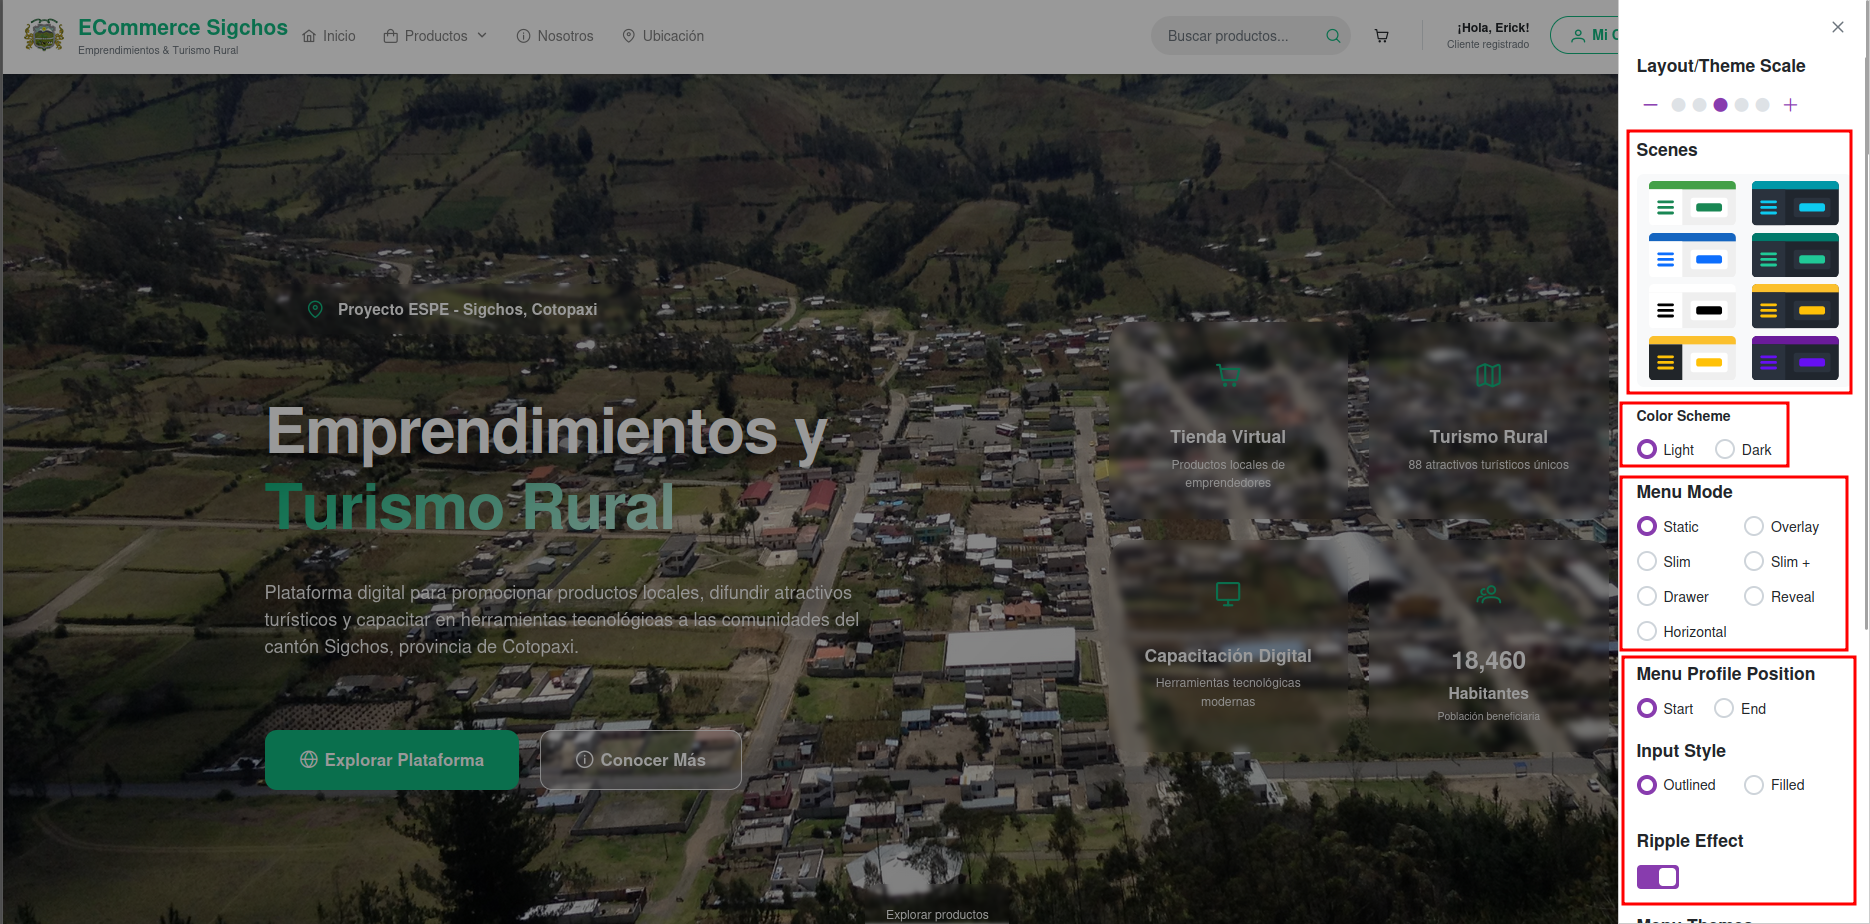 ECommerce Sigchos
Emprendimientos & Turismo Rural
Inicio
Productos
Nosotros
Ubicación
Buscar productos...
¡Hola, Erick!
Cliente registrado
Mi C
Proyecto ESPE - Sigchos, Cotopaxi
Emprendimientos y
Turismo Rural
Plataforma digital para promocionar productos locales, difundir atractivos
turísticos y capacitar en herramientas tecnológicas a las comunidades del
cantón Sigchos, provincia de Cotopaxi.
Explorar Plataforma
Conocer Más
Tienda Virtual
Productos locales de
emprendedores
Turismo Rural
88 atractivos turísticos únicos
Capacitación Digital
Herramientas tecnológicas
modernas
18,460
Habitantes
Población beneficiaria
Explorar productos
Layout/Theme Scale
Scenes
Color Scheme
Light
Dark
Menu Mode
Static
Overlay
Slim
Slim +
Drawer
Reveal
Horizontal
Menu Profile Position
Start
End
Input Style
Outlined
Filled
Ripple Effect
Menu Themes